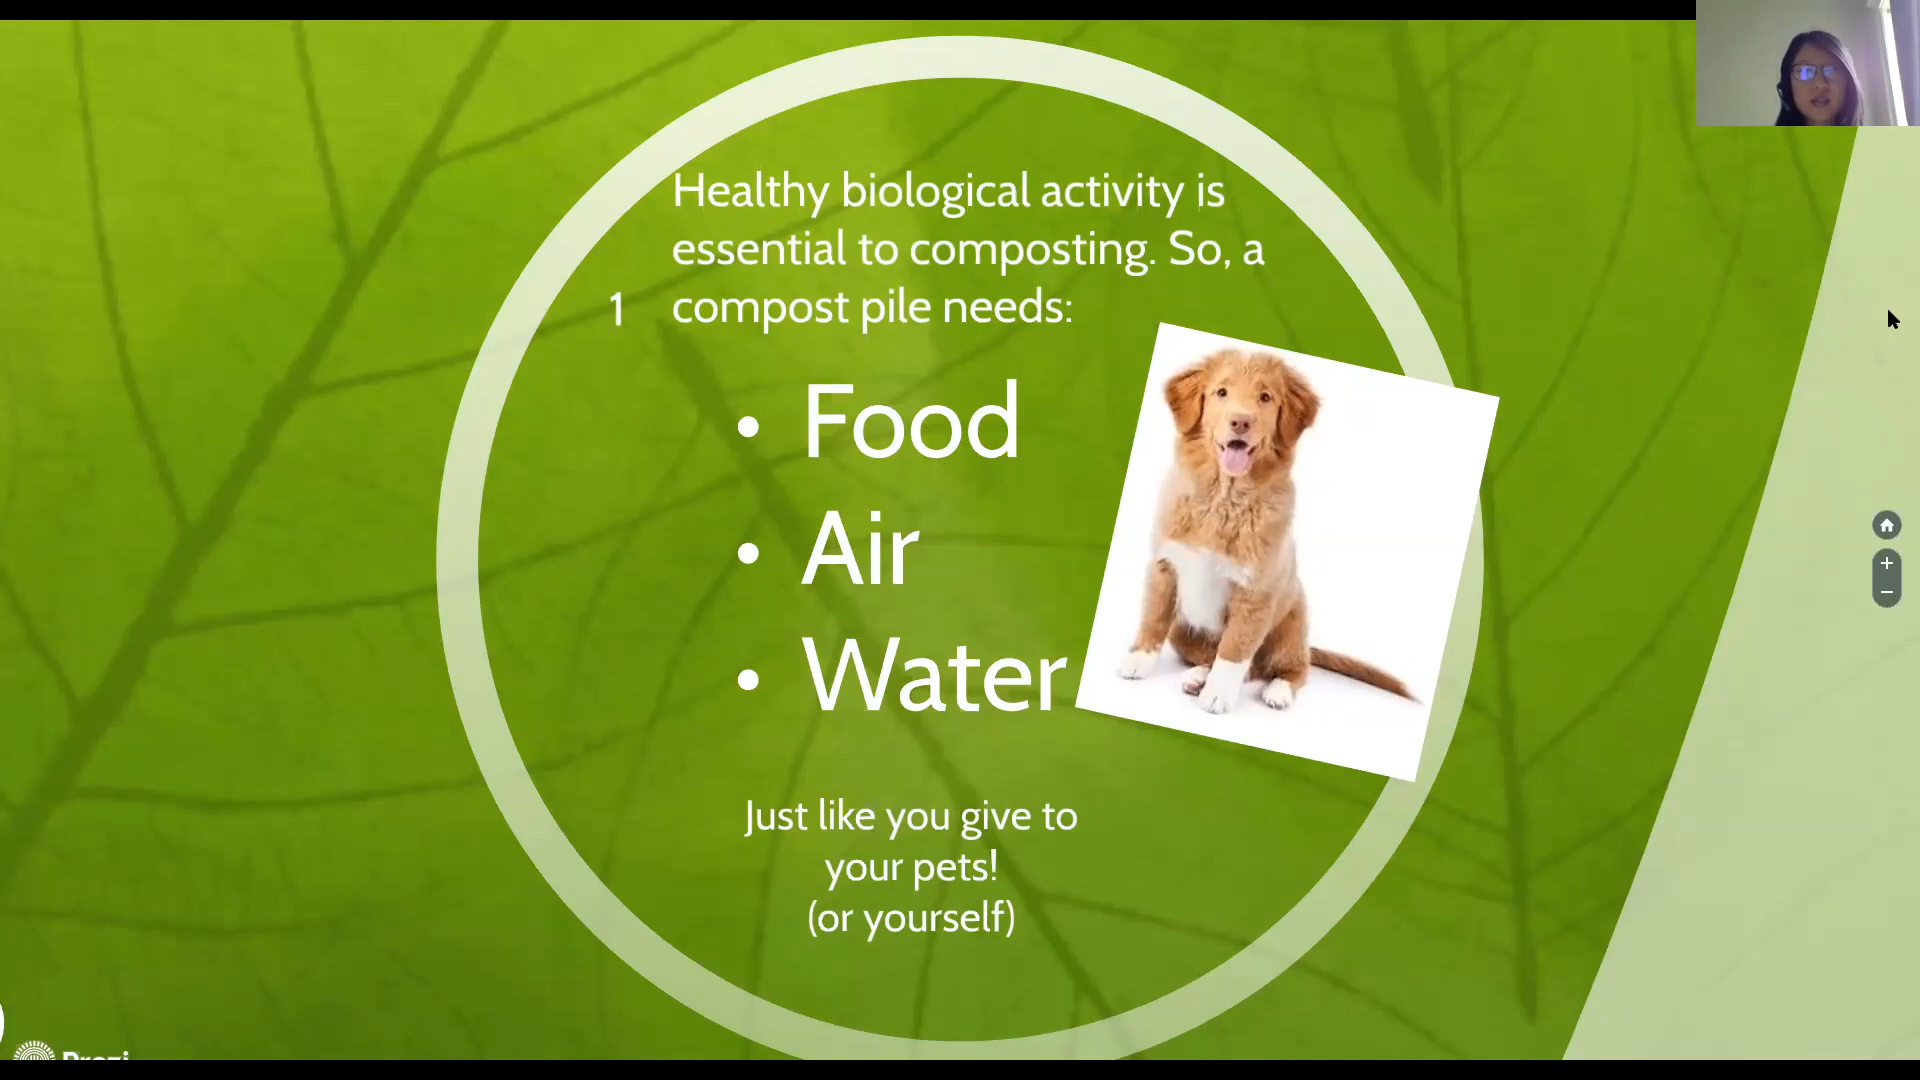 Healthy biological activity is
essential to composting. So, a
1 compost pile needs:
• Food
• Air
• Water
Just like you give to
your pets!
(or yourself)
Prezi